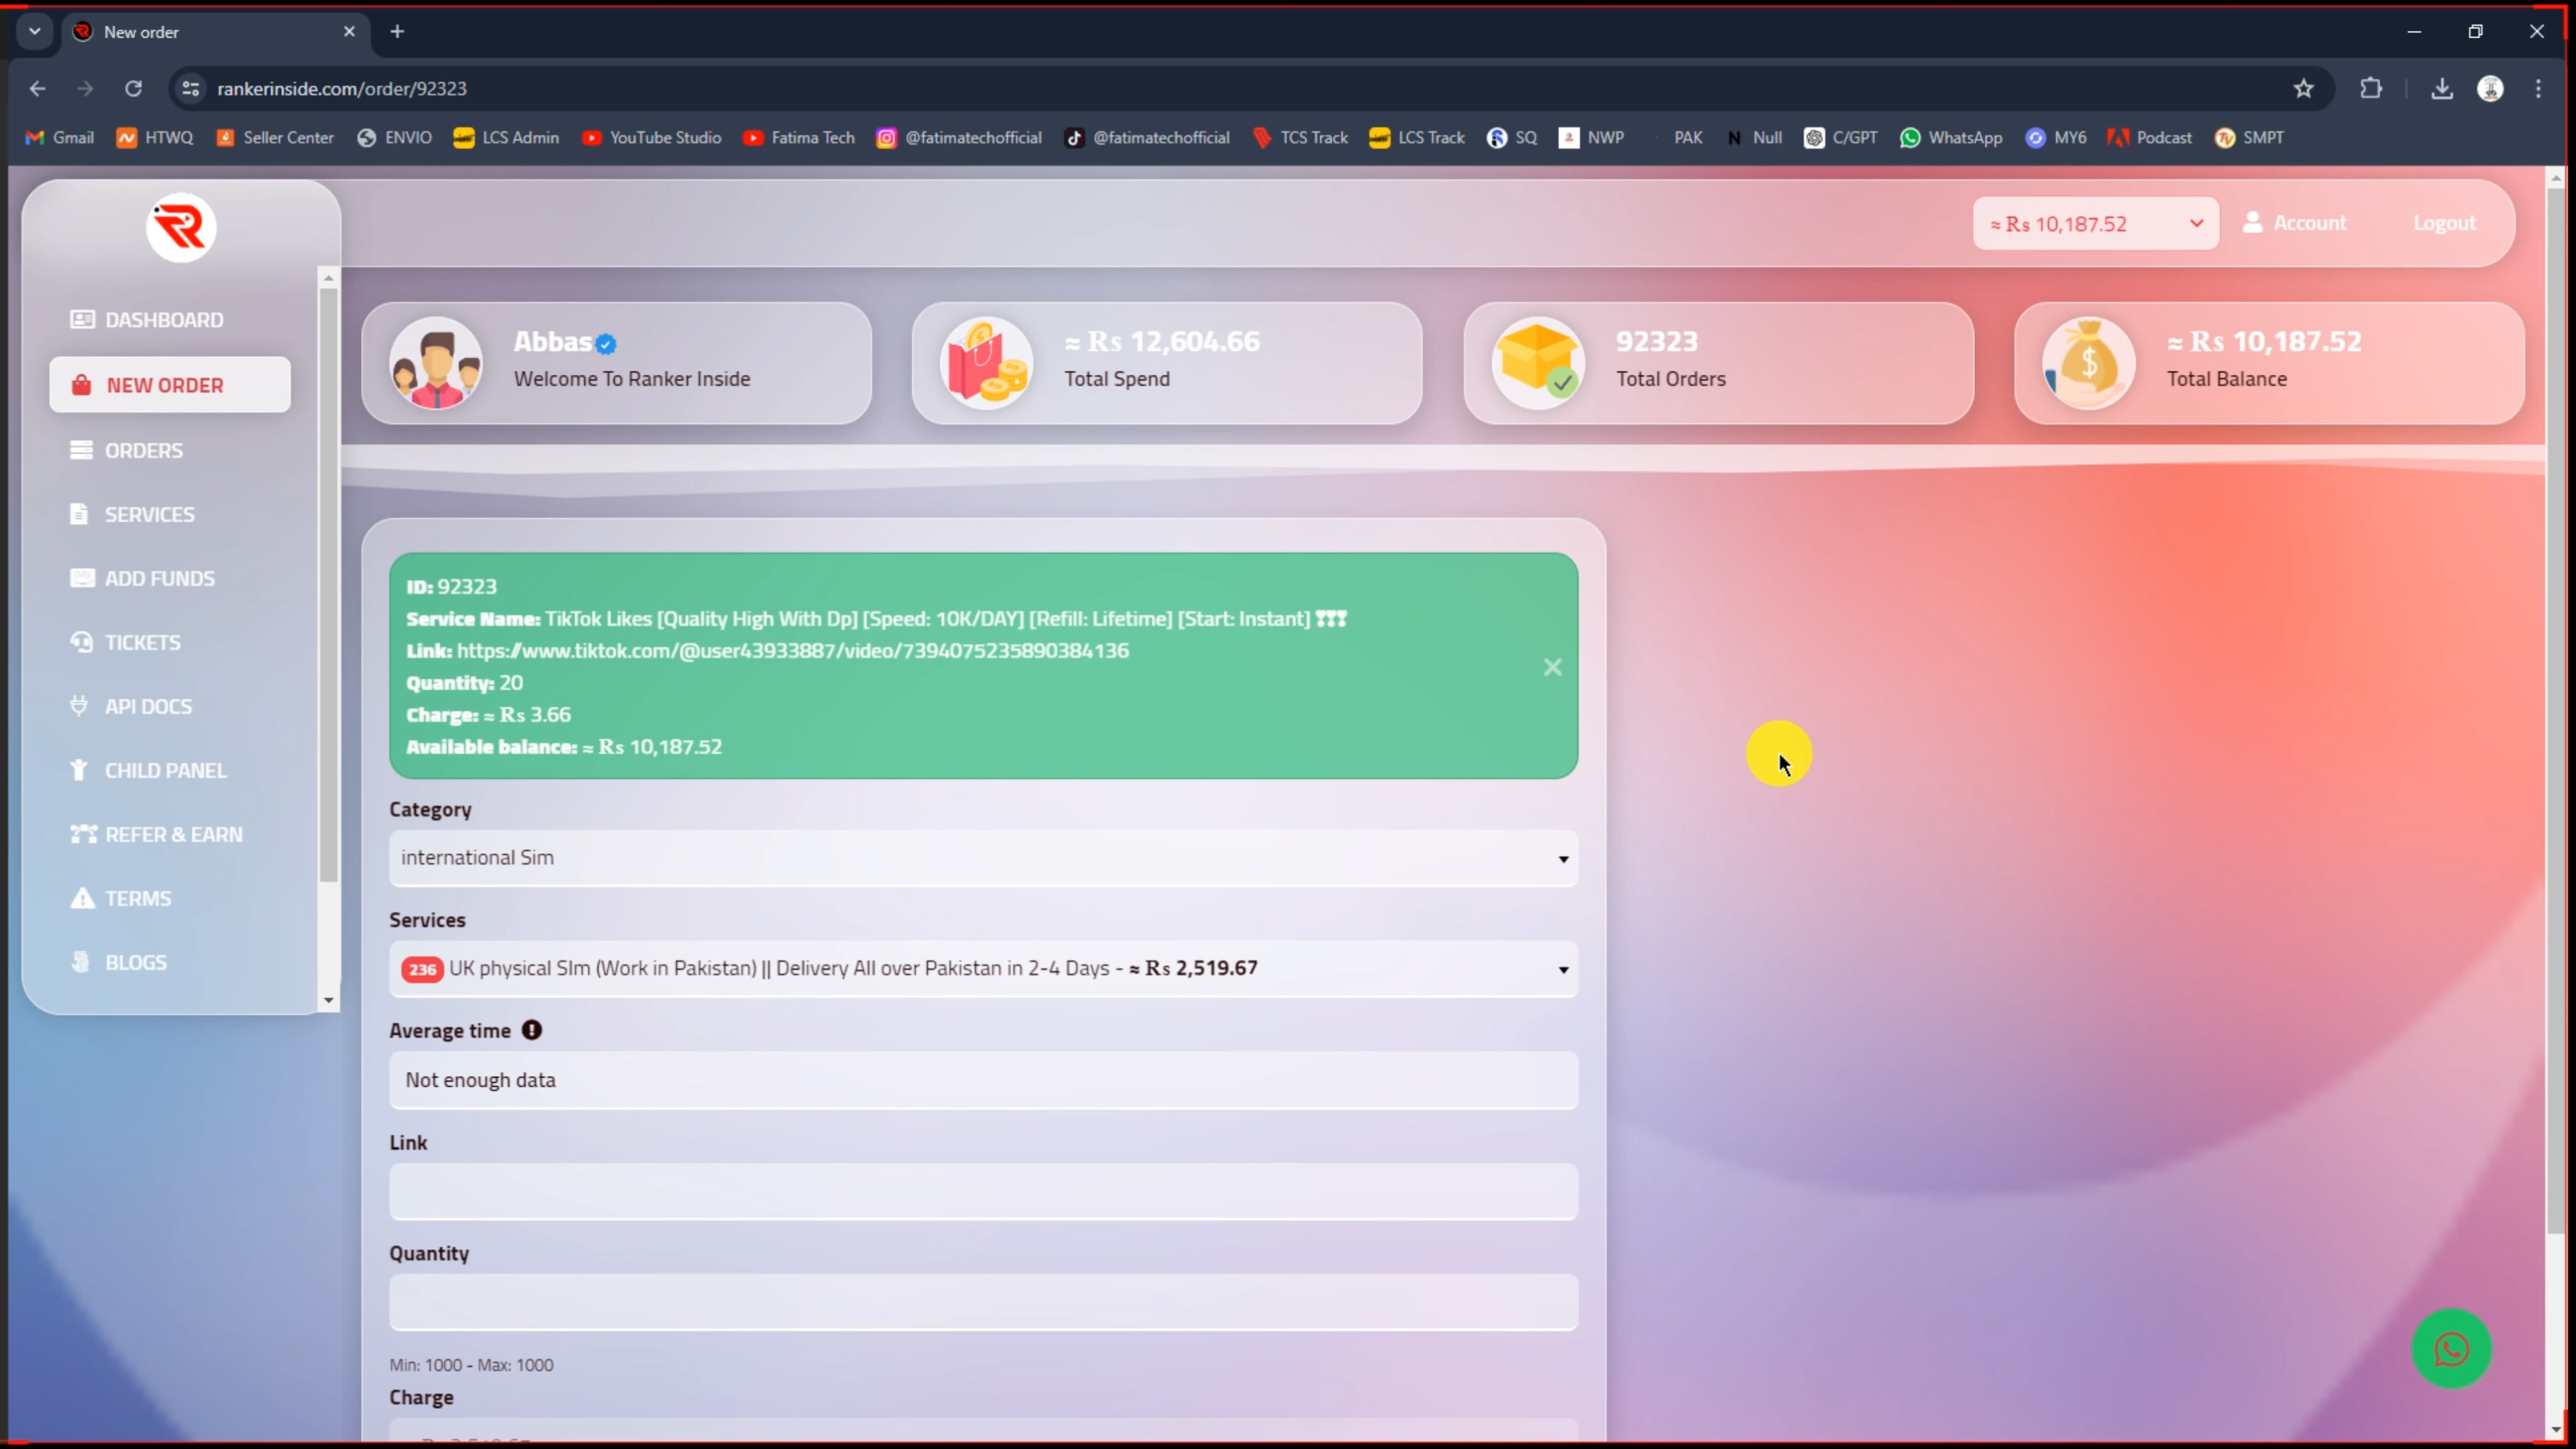 New order
rankerinside.com/order/92323
Gmail HTWQ Seller Center ENVIO LCS Admin YouTube Studio Fatima Tech @fatimatechofficial @fatimatechofficial TCS Track LCS Track SQ NWP PAK Null C/GPT WhatsApp MY6 Podcast SMPT
≈ Rs 10,187.52 Account Logout
DASHBOARD
NEW ORDER
ORDERS
SERVICES
ADD FUNDS
TICKETS
API DOCS
CHILD PANEL
REFER & EARN
TERMS
BLOGS
Abbas
Welcome To Ranker Inside
≈ Rs 12,604.66
Total Spend
92323
Total Orders
≈ Rs 10,187.52
Total Balance
ID: 92323
Service Name: TikTok Likes [Quality High With Dp] [Speed: 10K/DAY] [Refill: Lifetime] [Start: Instant] ❣❣❣
Link: https://www.tiktok.com/@user43933887/video/7394075235890384136
Quantity: 20
Charge: ≈ Rs 3.66
Available balance: ≈ Rs 10,187.52
Category
international Sim
Services
236 UK physical SIm (Work in Pakistan) || Delivery All over Pakistan in 2-4 Days - ≈ Rs 2,519.67
Average time
Not enough data
Link
Quantity
Min: 1000 - Max: 1000
Charge